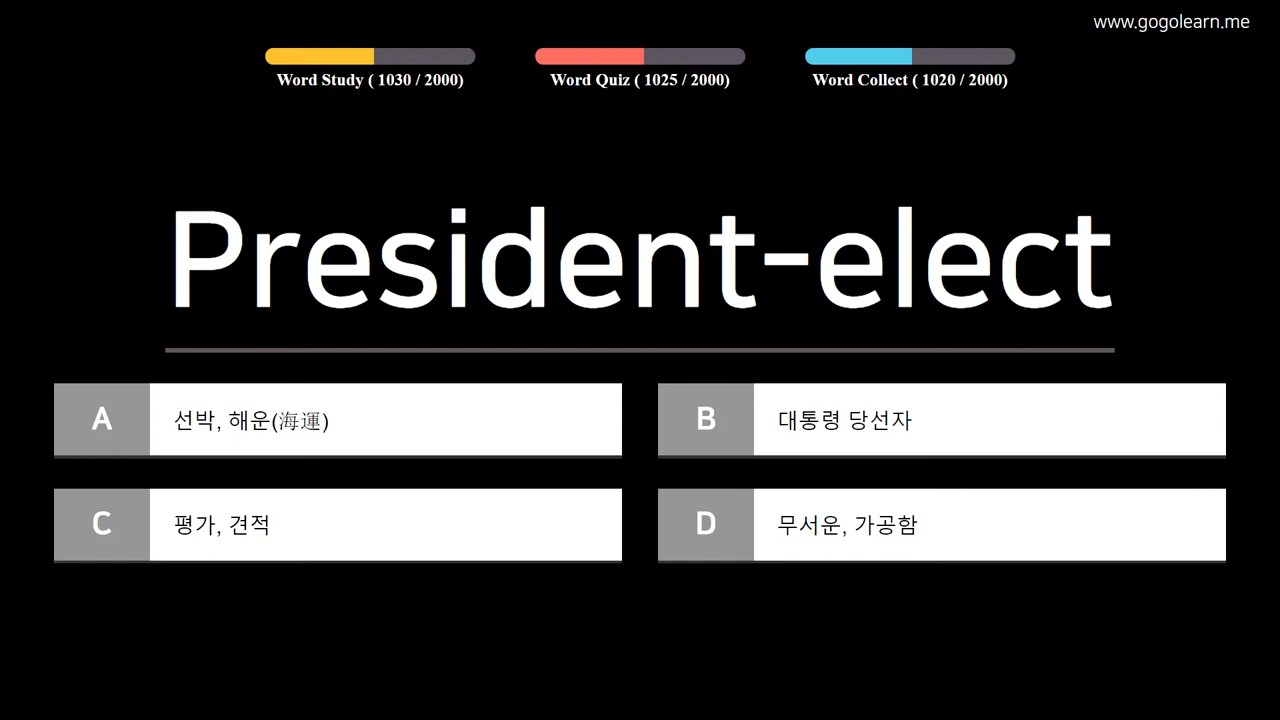 www.gogolearn.me
Word Study ( 1030 / 2000)
Word Quiz ( 1025 / 2000)
Word Collect ( 1020 / 2000)
President-elect
A 선박, 해운(海運)
B 대통령 당선자
C 평가, 견적
D 무서운, 가공함